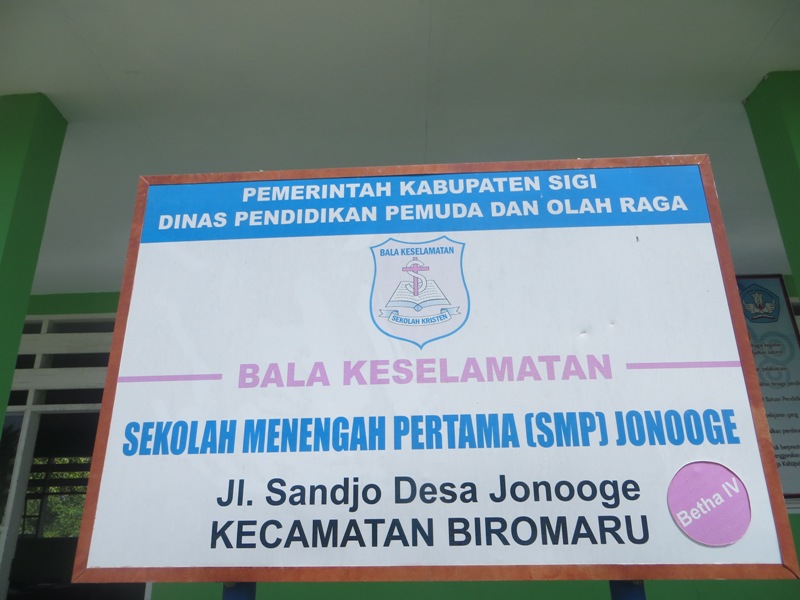 PEMERINTAH KABUPATEN SIGI
DINAS PENDIDIKAN PEMUDA DAN OLAH RAGA
BALA KESELAMATAN
S
SEKOLAH KRISTEN
BALA KESELAMATAN
SEKOLAH MENENGAH PERTAMA (SMP) JONOOGE
Jl. Sandjo Desa Jonooge
KECAMATAN BIROMARU
Betha IV